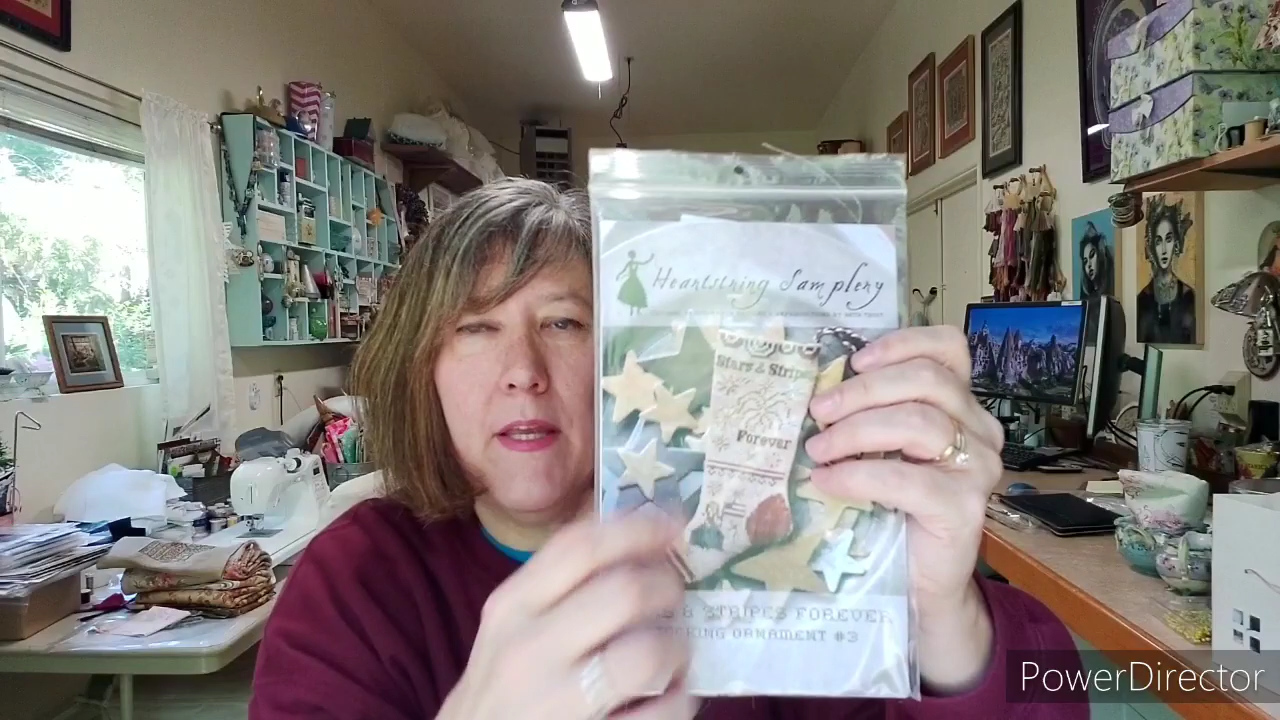 Heartstring Samplery
Stars & Stripes
Forever
& STRIPES FOREVER
ORNAMENT #3
PowerDirector